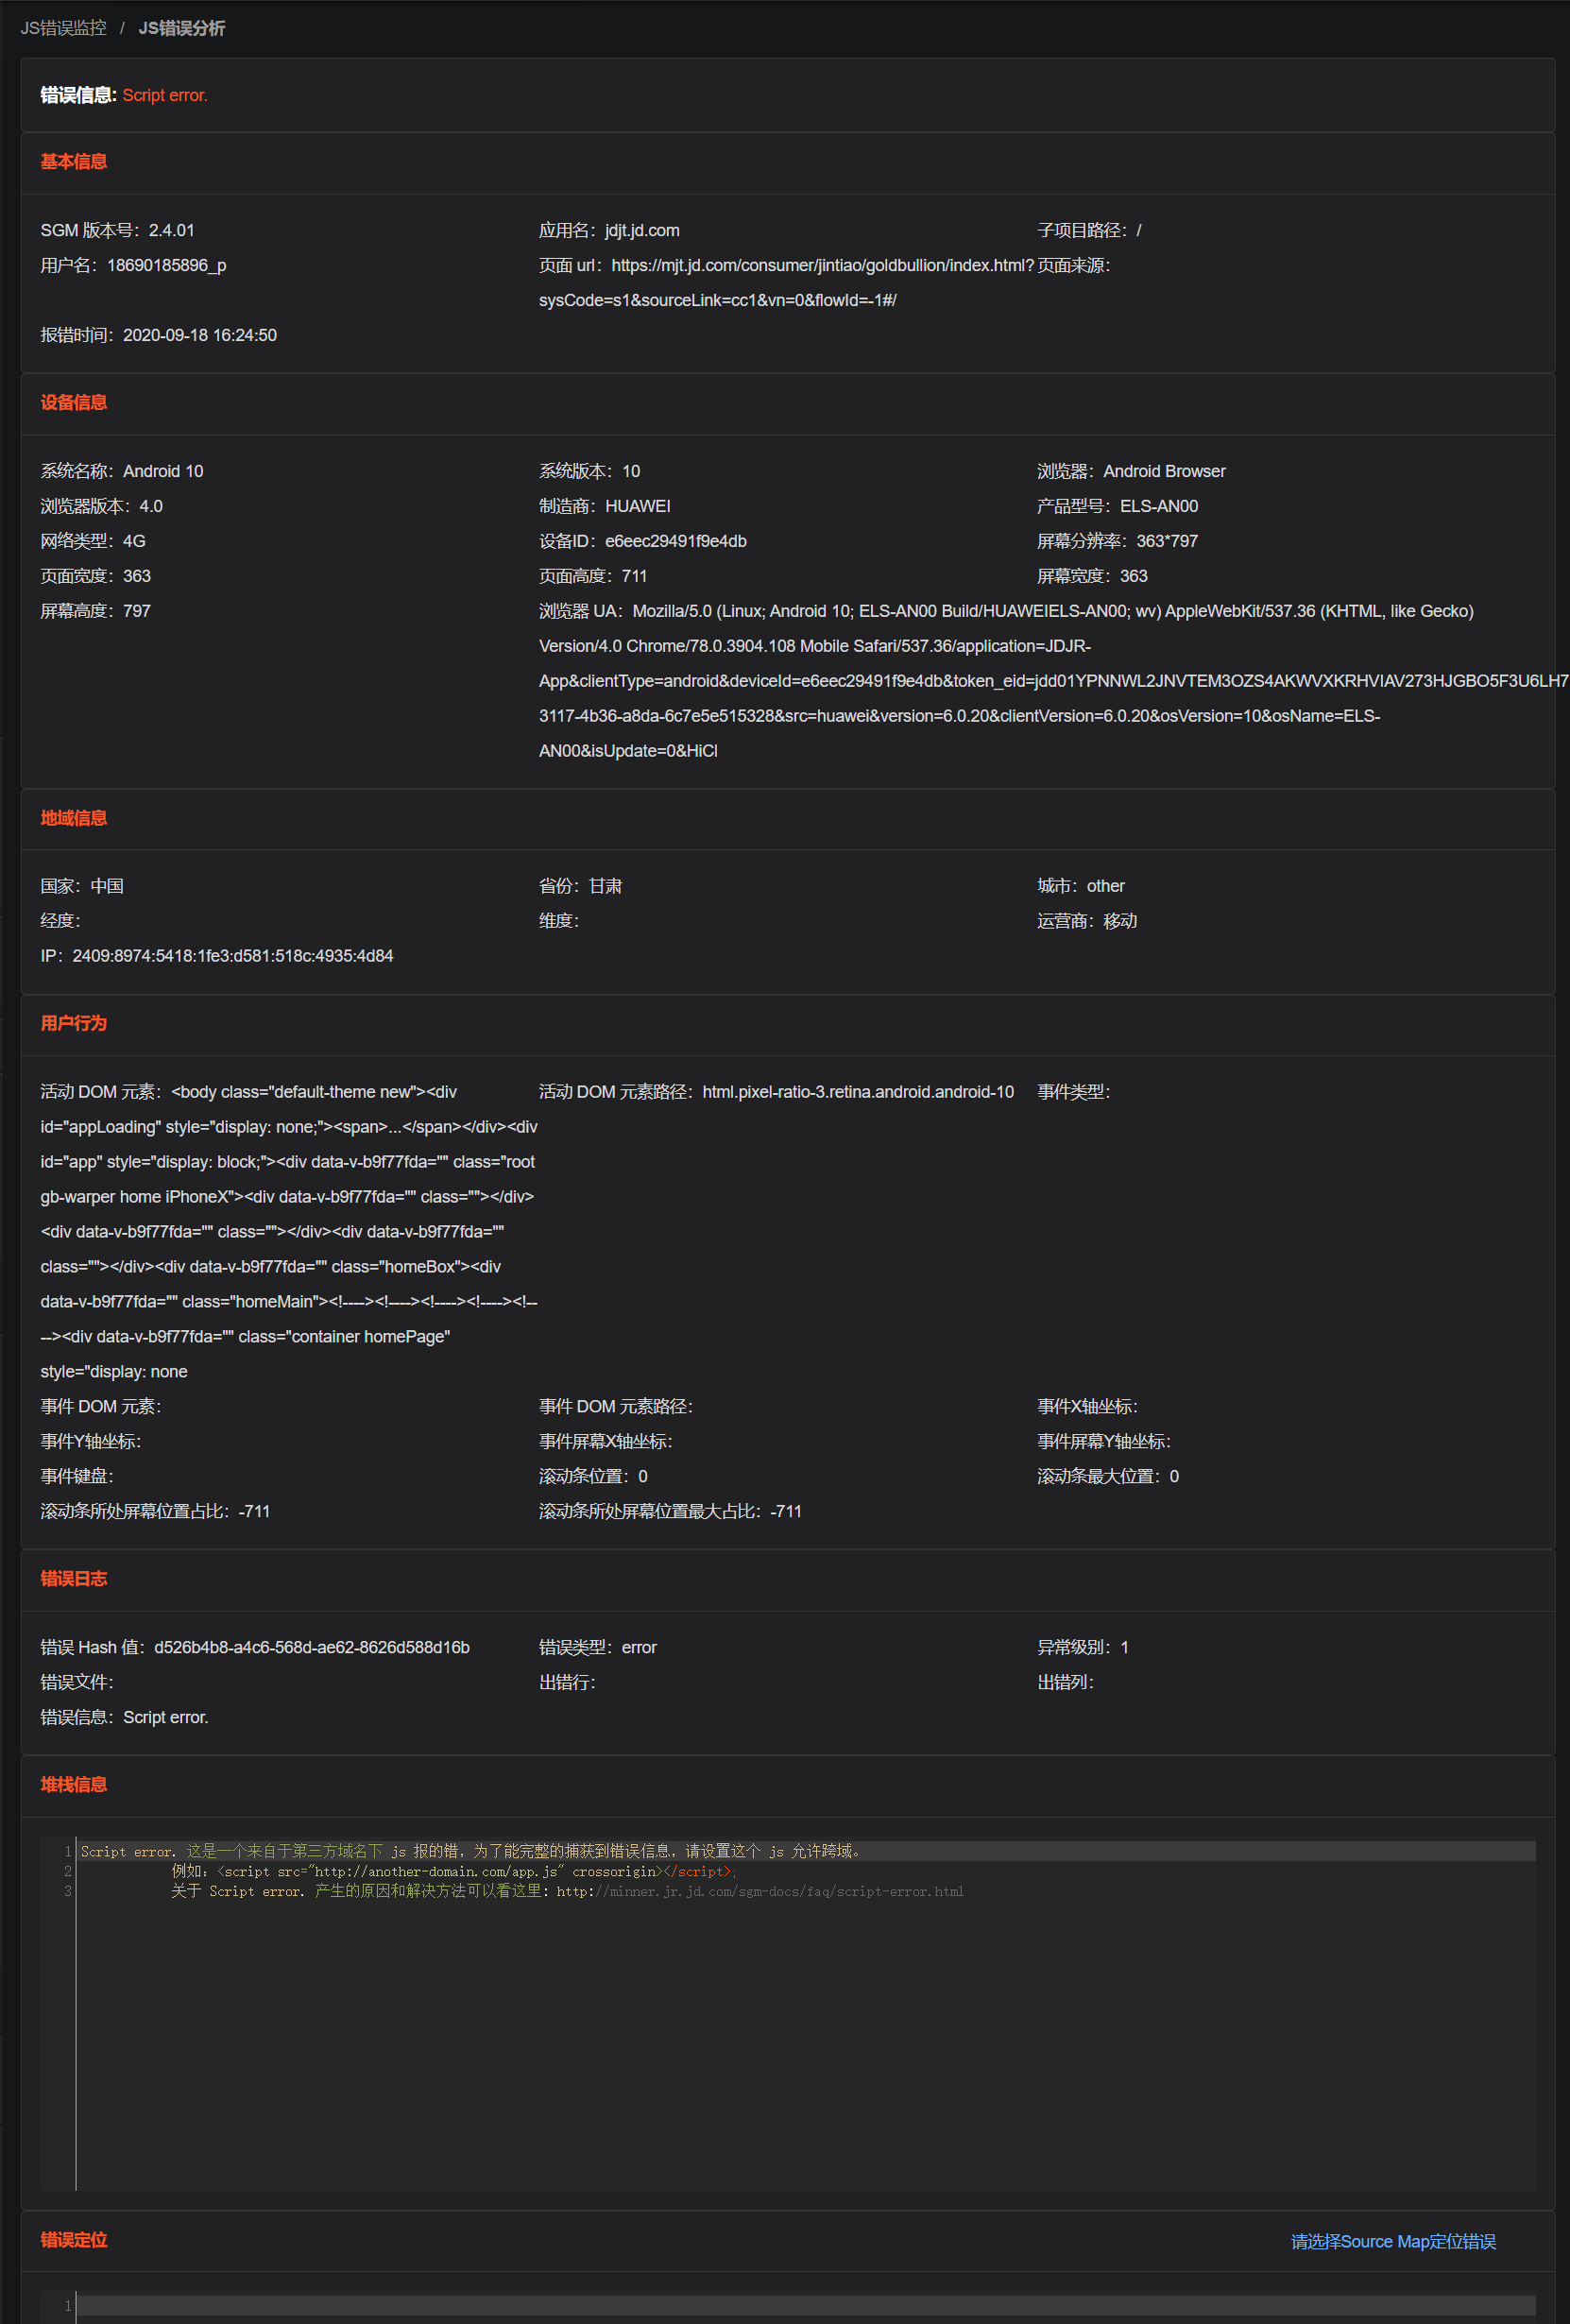 JS错误监控 / JS错误分析
错误信息: Script error.
基本信息
SGM 版本号：2.4.01 应用名：jdjt.jd.com 子项目路径：/
用户名：18690185896_p 页面 url：https://mjt.jd.com/consumer/jintiao/goldbullion/index.html? 页面来源：
sysCode=s1&sourceLink=cc1&vn=0&flowId=-1#/
报错时间：2020-09-18 16:24:50
设备信息
系统名称：Android 10 系统版本：10 浏览器：Android Browser
浏览器版本：4.0 制造商：HUAWEI 产品型号：ELS-AN00
网络类型：4G 设备ID：e6eec29491f9e4db 屏幕分辨率：363*797
页面宽度：363 页面高度：711 屏幕宽度：363
屏幕高度：797 浏览器 UA：Mozilla/5.0 (Linux; Android 10; ELS-AN00 Build/HUAWEIELS-AN00; wv) AppleWebKit/537.36 (KHTML, like Gecko)
Version/4.0 Chrome/78.0.3904.108 Mobile Safari/537.36/application=JDJR-
App&clientType=android&deviceId=e6eec29491f9e4db&token_eid=jdd01YPNNWL2JNVTEM3OZS4AKWVXKRHVIAV273HJGBO5F3U6LH7
3117-4b36-a8da-6c7e5e515328&src=huawei&version=6.0.20&clientVersion=6.0.20&osVersion=10&osName=ELS-
AN00&isUpdate=0&HiCl
地域信息
国家：中国 省份：甘肃 城市：other
经度： 维度： 运营商：移动
IP：2409:8974:5418:1fe3:d581:518c:4935:4d84
用户行为
活动 DOM 元素：<body class="default-theme new"><div 活动 DOM 元素路径：html.pixel-ratio-3.retina.android.android-10 事件类型：
id="appLoading" style="display: none;"><span>...</span></div><div
id="app" style="display: block;"><div data-v-b9f77fda="" class="root
gb-warper home iPhoneX"><div data-v-b9f77fda="" class=""></div>
<div data-v-b9f77fda="" class=""></div><div data-v-b9f77fda=""
class=""></div><div data-v-b9f77fda="" class="homeBox"><div
data-v-b9f77fda="" class="homeMain"><!----><!----><!----><!----><!--
--><div data-v-b9f77fda="" class="container homePage"
style="display: none
事件 DOM 元素： 事件 DOM 元素路径： 事件X轴坐标：
事件Y轴坐标： 事件屏幕X轴坐标： 事件屏幕Y轴坐标：
事件键盘： 滚动条位置：0 滚动条最大位置：0
滚动条所处屏幕位置占比：-711 滚动条所处屏幕位置最大占比：-711
错误日志
错误 Hash 值：d526b4b8-a4c6-568d-ae62-8626d588d16b 错误类型：error 异常级别：1
错误文件： 出错行： 出错列：
错误信息：Script error.
堆栈信息
1 Script error. 这是一个来自于第三方域名下 js 报的错，为了能完整的捕获到错误信息，请设置这个 js 允许跨域。
2 例如：<script src="http://another-domain.com/app.js" crossorigin></script>;
3 关于 Script error. 产生的原因和解决方法可以看这里：http://minner.jr.jd.com/sgm-docs/faq/script-error.html
错误定位 请选择Source Map定位错误
1